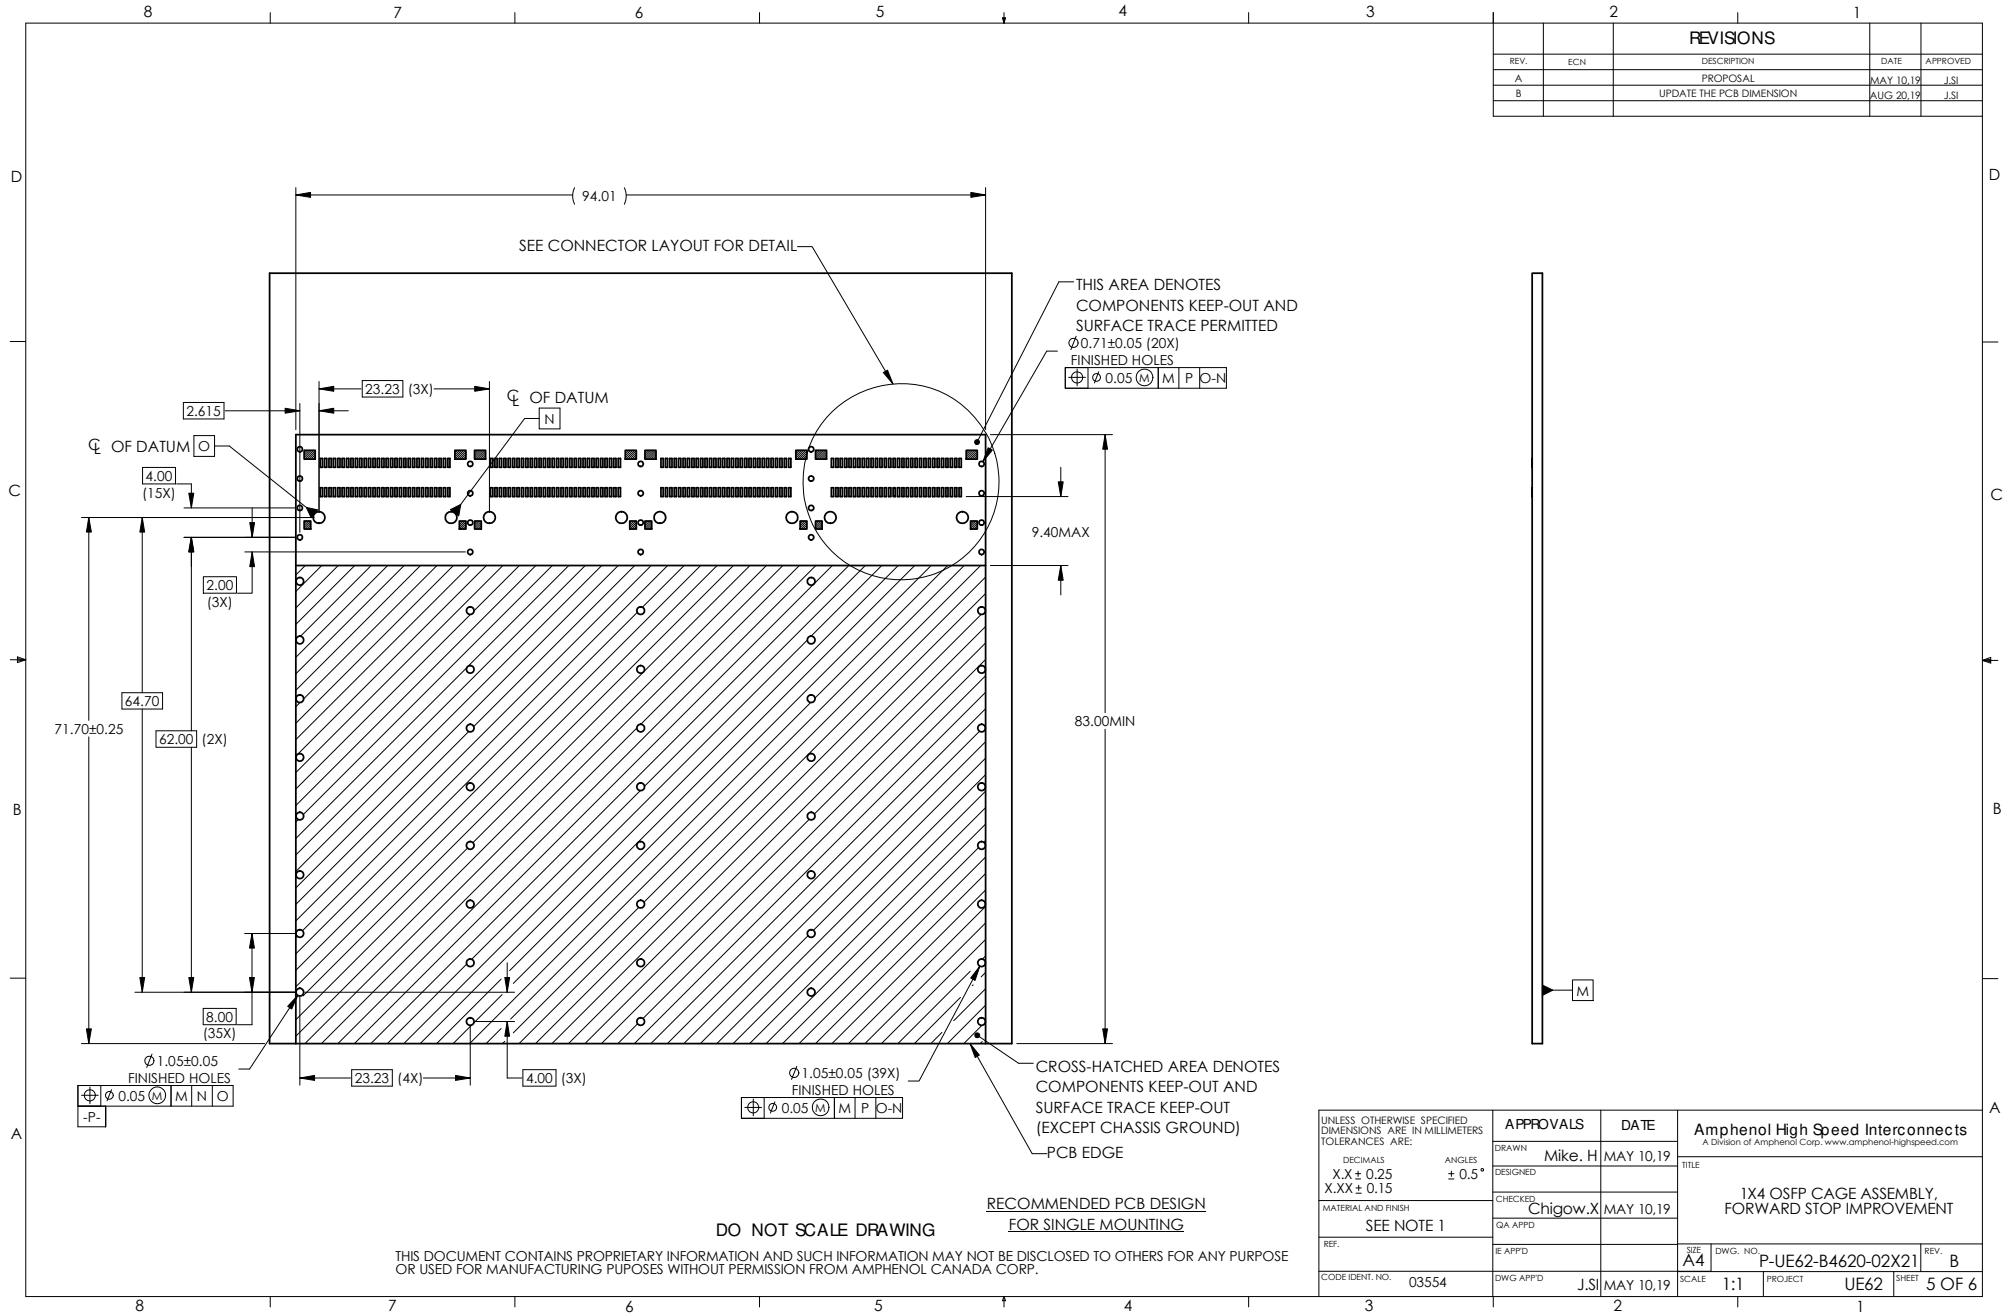 8 7 6 5 4 3 2 1
REVISIONS
REV. ECN DESCRIPTION DATE APPROVED
A PROPOSAL MAY 10,19 J.SI
B UPDATE THE PCB DIMENSION AUG 20,19 J.SI
D D
( 94.01 )
SEE CONNECTOR LAYOUT FOR DETAIL
THIS AREA DENOTES
COMPONENTS KEEP-OUT AND
SURFACE TRACE PERMITTED
Ø0.71±0.05 (20X)
FINISHED HOLES
⌖ Ø 0.05 Ⓜ M P O-N
23.23 (3X)
℄ OF DATUM
N
2.615
℄ OF DATUM O
4.00
(15X)
C C
9.40MAX
2.00
(3X)
64.70
71.70±0.25
62.00 (2X)
83.00MIN
B B
M
8.00
(35X)
Ø1.05±0.05
FINISHED HOLES
⌖ Ø 0.05 Ⓜ M N O
-P-
23.23 (4X)
4.00 (3X)
Ø1.05±0.05 (39X)
FINISHED HOLES
⌖ Ø 0.05 Ⓜ M P O-N
CROSS-HATCHED AREA DENOTES
COMPONENTS KEEP-OUT AND
SURFACE TRACE KEEP-OUT
(EXCEPT CHASSIS GROUND)
PCB EDGE
A A
RECOMMENDED PCB DESIGN
FOR SINGLE MOUNTING
DO NOT SCALE DRAWING
THIS DOCUMENT CONTAINS PROPRIETARY INFORMATION AND SUCH INFORMATION MAY NOT BE DISCLOSED TO OTHERS FOR ANY PURPOSE
OR USED FOR MANUFACTURING PUPOSES WITHOUT PERMISSION FROM AMPHENOL CANADA CORP.
UNLESS OTHERWISE SPECIFIED
DIMENSIONS ARE IN MILLIMETERS
TOLERANCES ARE:
DECIMALS ANGLES
X.X ± 0.25 ± 0.5°
X.XX ± 0.15
MATERIAL AND FINISH
SEE NOTE 1
REF.
CODE IDENT. NO. 03554
APPROVALS DATE
DRAWN Mike. H MAY 10,19
DESIGNED
CHECKED Chigow.X MAY 10,19
QA APPD
IE APP'D
DWG APP'D J.SI MAY 10,19
Amphenol High Speed Interconnects
A Division of Amphenol Corp. www.amphenol-highspeed.com
TITLE
1X4 OSFP CAGE ASSEMBLY,
FORWARD STOP IMPROVEMENT
SIZE A4 DWG. NO. P-UE62-B4620-02X21 REV. B
SCALE 1:1 PROJECT UE62 SHEET 5 OF 6
8 7 6 5 4 3 2 1